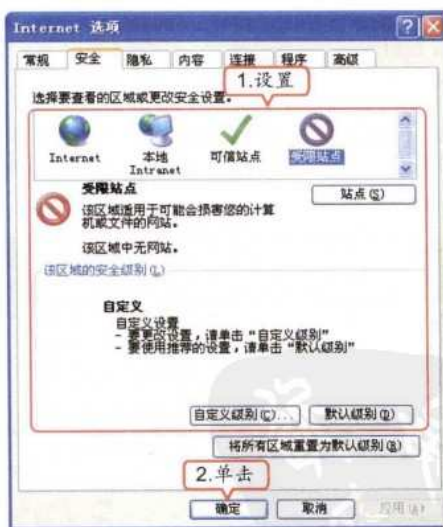 Internet 选项
常规 安全 隐私 内容 连接 程序 高级
1.设置
选择要查看的区域或更改安全设置。
Internet 本地 Intranet 可信站点 受限站点
受限站点
站点(S)
该区域适用于可能会损害您的计算
机或文件的网站。
该区域中无网站。
该区域的安全级别(L)
自定义
自定义设置
- 要更改设置，请单击“自定义级别”
- 要使用推荐的设置，请单击“默认级别”
自定义级别(C)... 默认级别(D)
将所有区域重置为默认级别(R)
2.单击
确定 取消 应用(A)